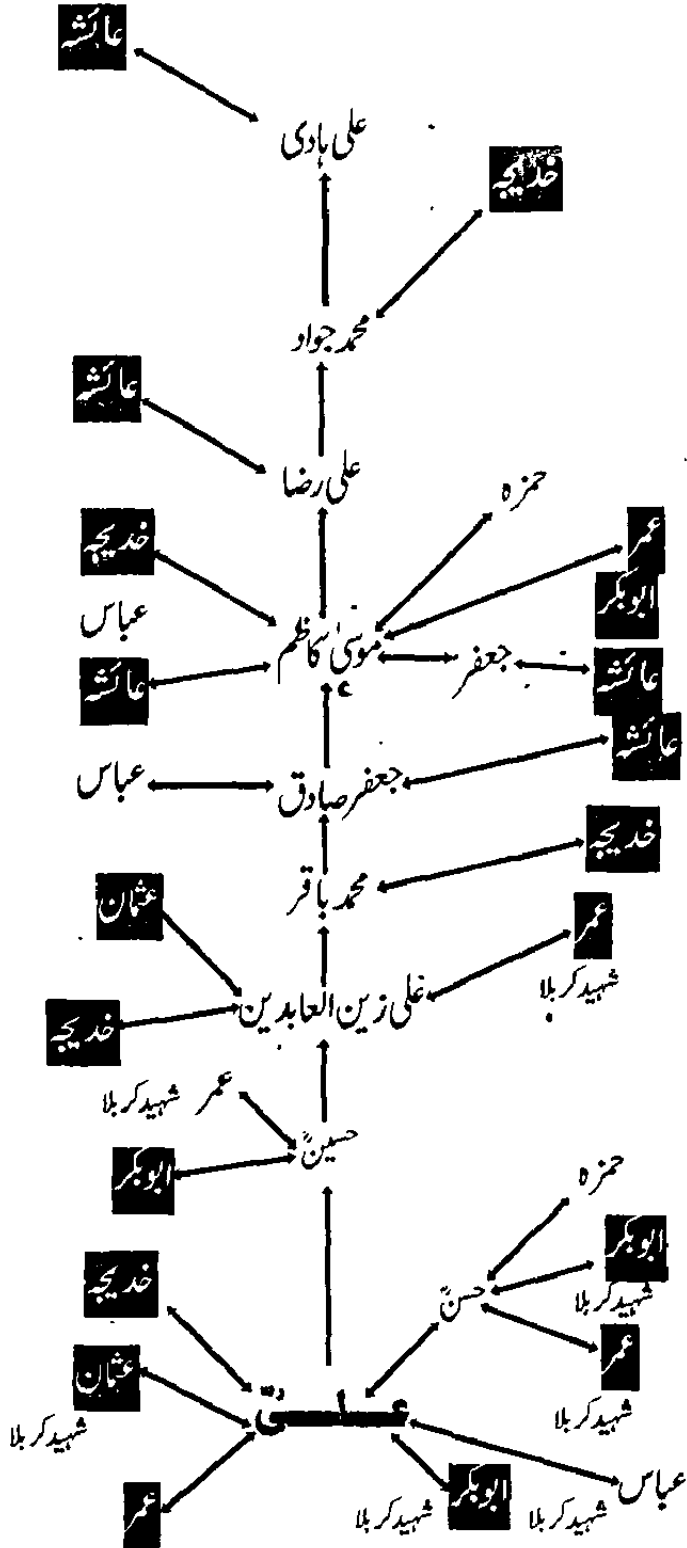 عائشہ
علی ہادی
خدیجہ
محمد جواد
عائشہ
علی رضا
حمزہ
خدیجہ
عمر
ابوبکر
عباس
موسیٰ کاظم
جعفر
عائشہ
عائشہ
عائشہ
عباس
جعفر صادق
خدیجہ
محمد باقر
عثمان
عمر
شہید کربلا
علی زین العابدین
خدیجہ
عمر شہید کربلا
حسینؓ
ابوبکر
حمزہ
ابوبکر
شہید کربلا
خدیجہ
حسنؓ
عمر
شہید کربلا
عثمان
شہید کربلا
علیؓ
عباس
شہید کربلا
ابوبکر
شہید کربلا
عمر